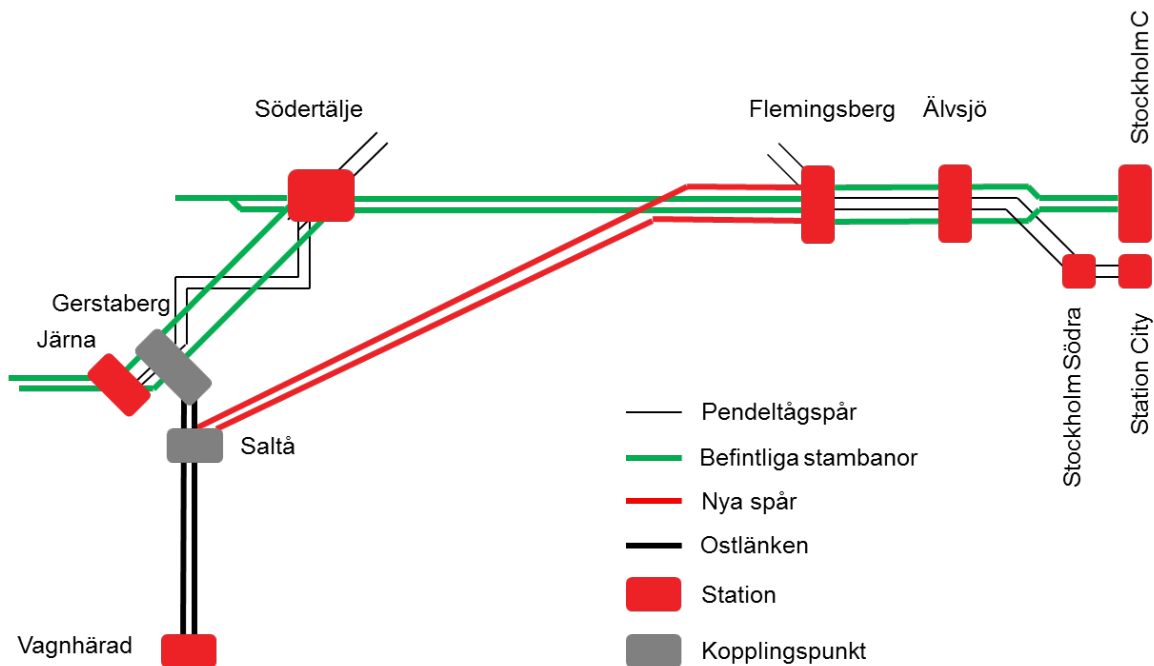 Södertälje
Flemingsberg
Älvsjö
Stockholm C
Gerstaberg
Järna
Saltå
Vagnhärad
Stockholm Södra
Station City
Pendeltågspår
Befintliga stambanor
Nya spår
Ostlänken
Station
Kopplingspunkt